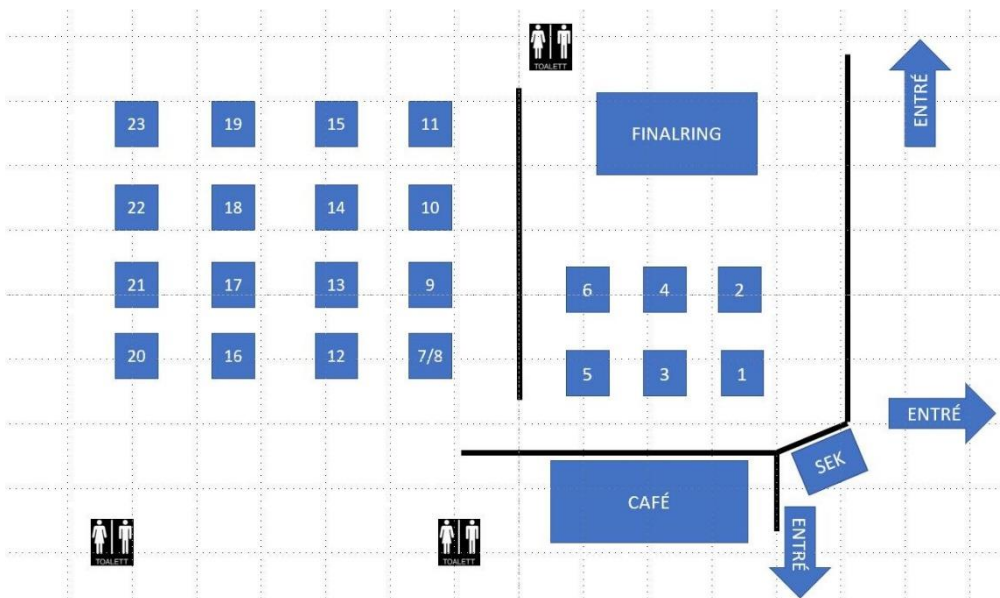 TOALETT
ENTRÉ
23 19 15 11 FINALRING
22 18 14 10
21 17 13 9 6 4 2
20 16 12 7/8 5 3 1
ENTRÉ
SEK
CAFÉ
TOALETT TOALETT
ENTRÉ